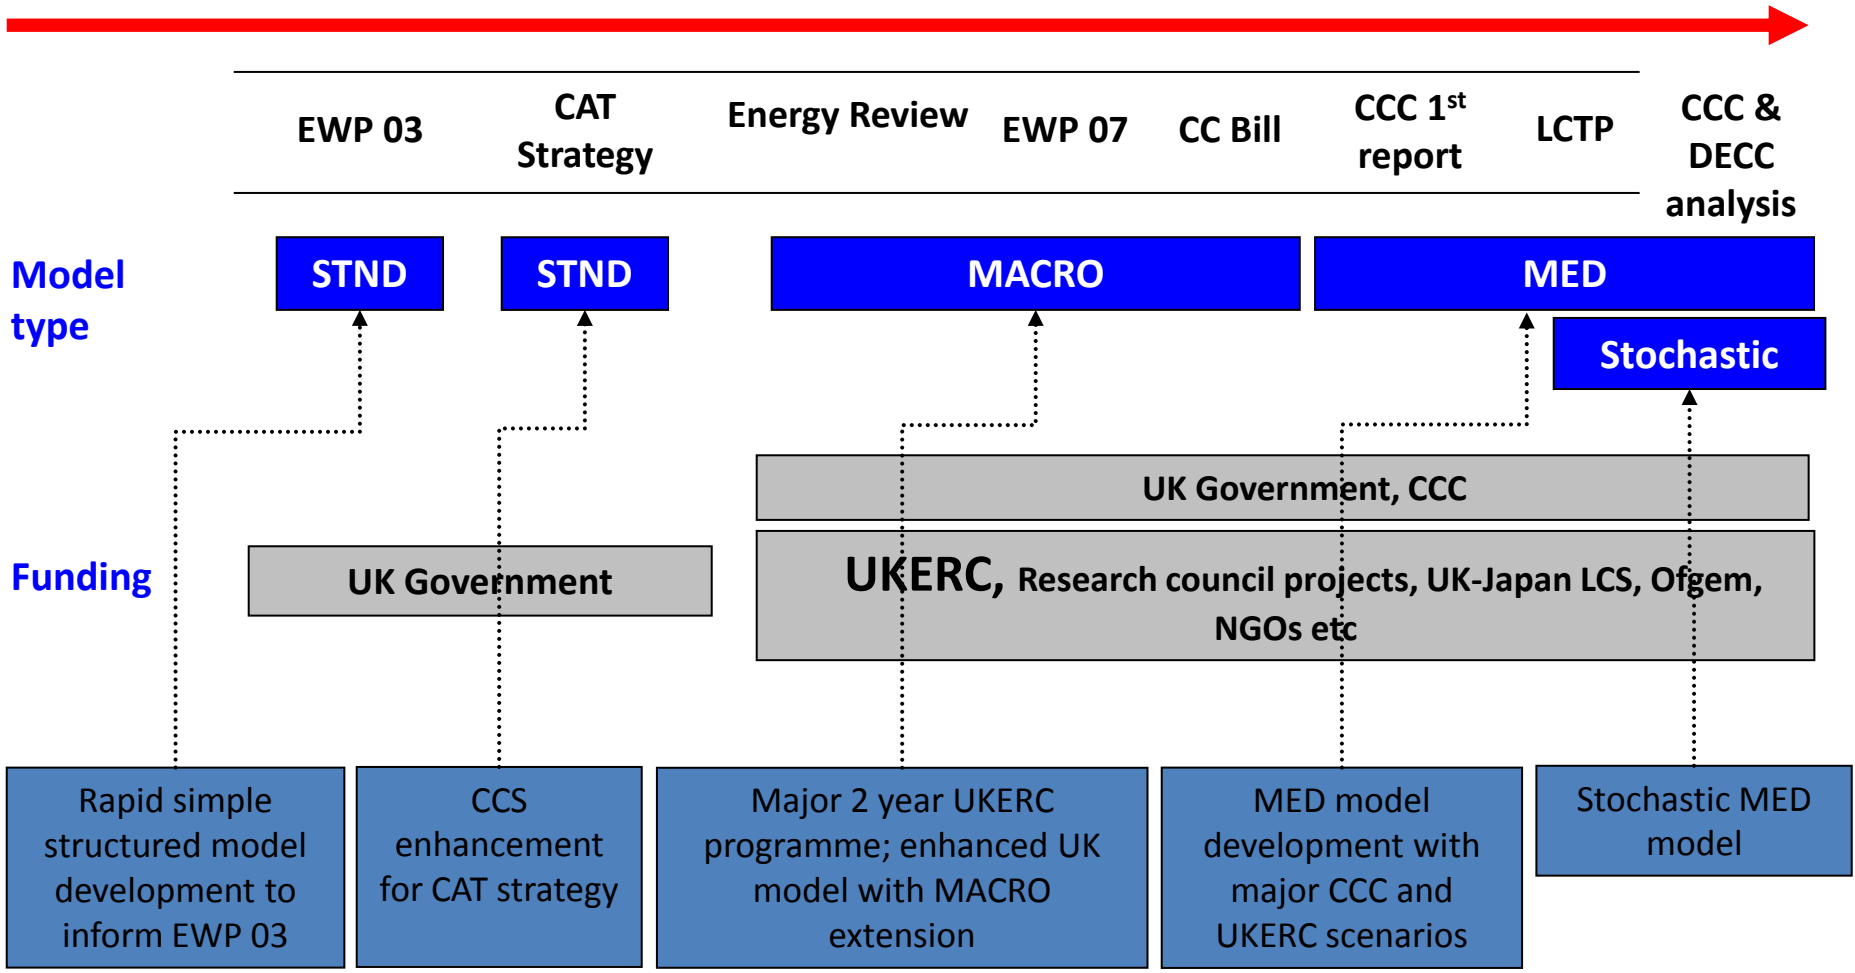 EWP 03
CAT
Strategy
Energy Review
EWP 07
CC Bill
CCC 1st
report
LCTP
CCC &
DECC
analysis
Model
type
STND
STND
MACRO
MED
Stochastic
UK Government, CCC
Funding
UK Government
UKERC, Research council projects, UK-Japan LCS, Ofgem,
NGOs etc
Rapid simple
structured model
development to
inform EWP 03
CCS
enhancement
for CAT strategy
Major 2 year UKERC
programme; enhanced UK
model with MACRO
extension
MED model
development with
major CCC and
UKERC scenarios
Stochastic MED
model